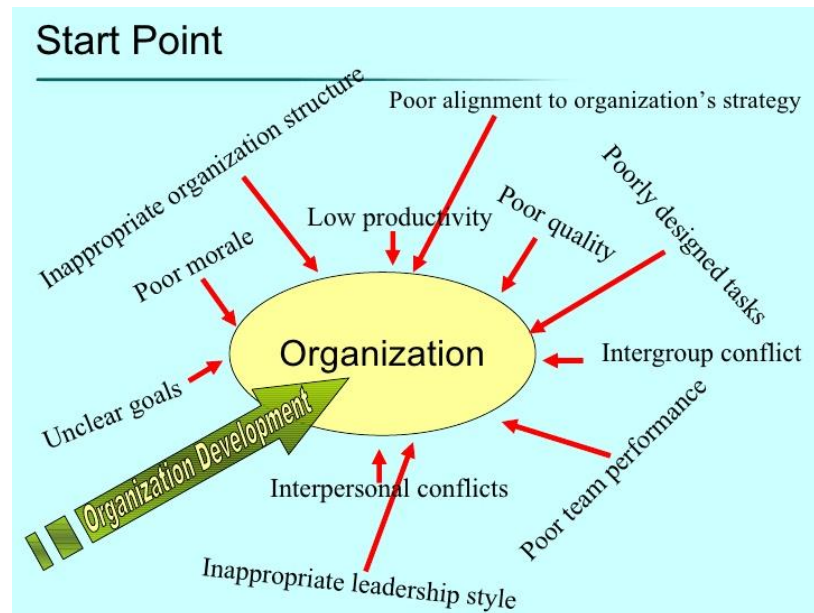 Start Point
Poor alignment to organization’s strategy
Inappropriate organization structure
Poorly designed tasks
Low productivity
Poor quality
Poor morale
Organization
Intergroup conflict
Unclear goals
Organization Development
Poor team performance
Interpersonal conflicts
Inappropriate leadership style